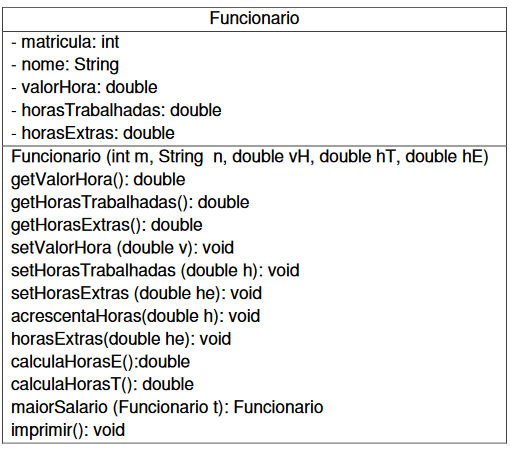 Funcionario
- matricula: int
- nome: String
- valorHora: double
- horasTrabalhadas: double
- horasExtras: double
Funcionario (int m, String n, double vH, double hT, double hE)
getValorHora(): double
getHorasTrabalhadas(): double
getHorasExtras(): double
setValorHora (double v): void
setHorasTrabalhadas (double h): void
setHorasExtras (double he): void
acrescentaHoras(double h): void
horasExtras(double he): void
calculaHorasE():double
calculaHorasT(): double
maiorSalario (Funcionario t): Funcionario
imprimir(): void